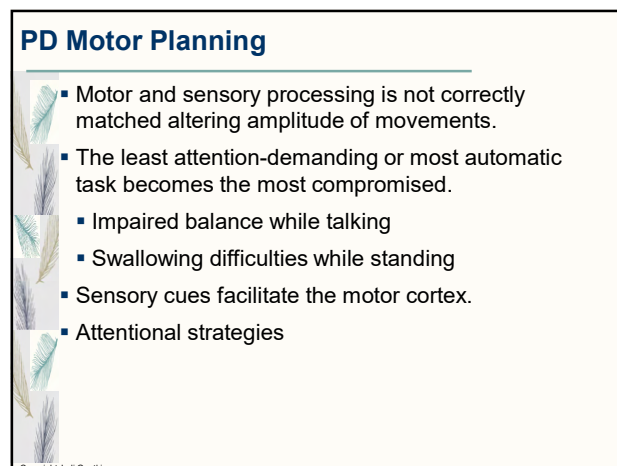 PD Motor Planning
▪ Motor and sensory processing is not correctly
matched altering amplitude of movements.
▪ The least attention-demanding or most automatic
task becomes the most compromised.
▪ Impaired balance while talking
▪ Swallowing difficulties while standing
▪ Sensory cues facilitate the motor cortex.
▪ Attentional strategies